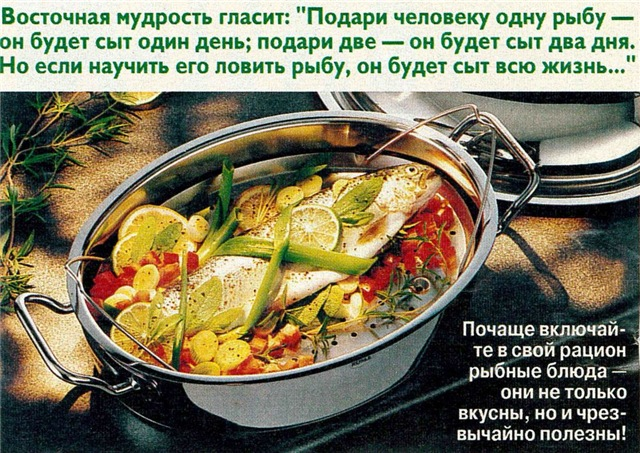 Восточная мудрость гласит: "Подари человеку одну рыбу —
он будет сыт один день; подари две — он будет сыт два дня.
Но если научить его ловить рыбу, он будет сыт всю жизнь..."
Почаще включай-
те в свой рацион
рыбные блюда —
они не только
вкусны, но и чрез-
вычайно полезны!